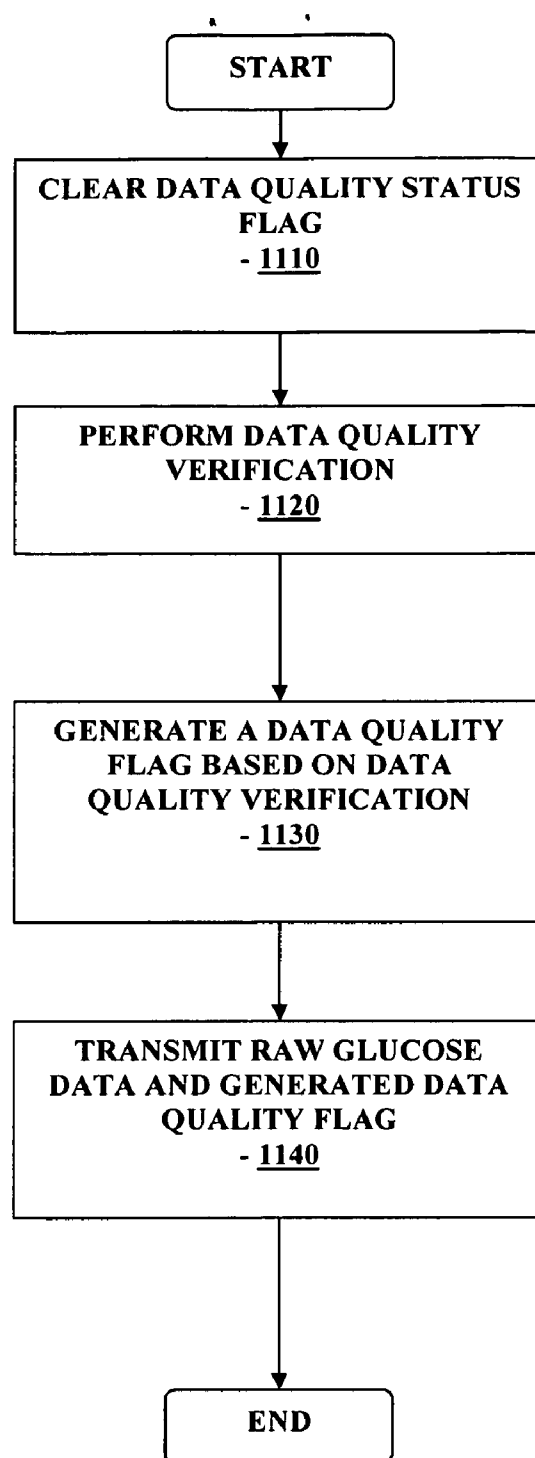 START
CLEAR DATA QUALITY STATUS
FLAG
- 1110
PERFORM DATA QUALITY
VERIFICATION
- 1120
GENERATE A DATA QUALITY
FLAG BASED ON DATA
QUALITY VERIFICATION
- 1130
TRANSMIT RAW GLUCOSE
DATA AND GENERATED DATA
QUALITY FLAG
- 1140
END